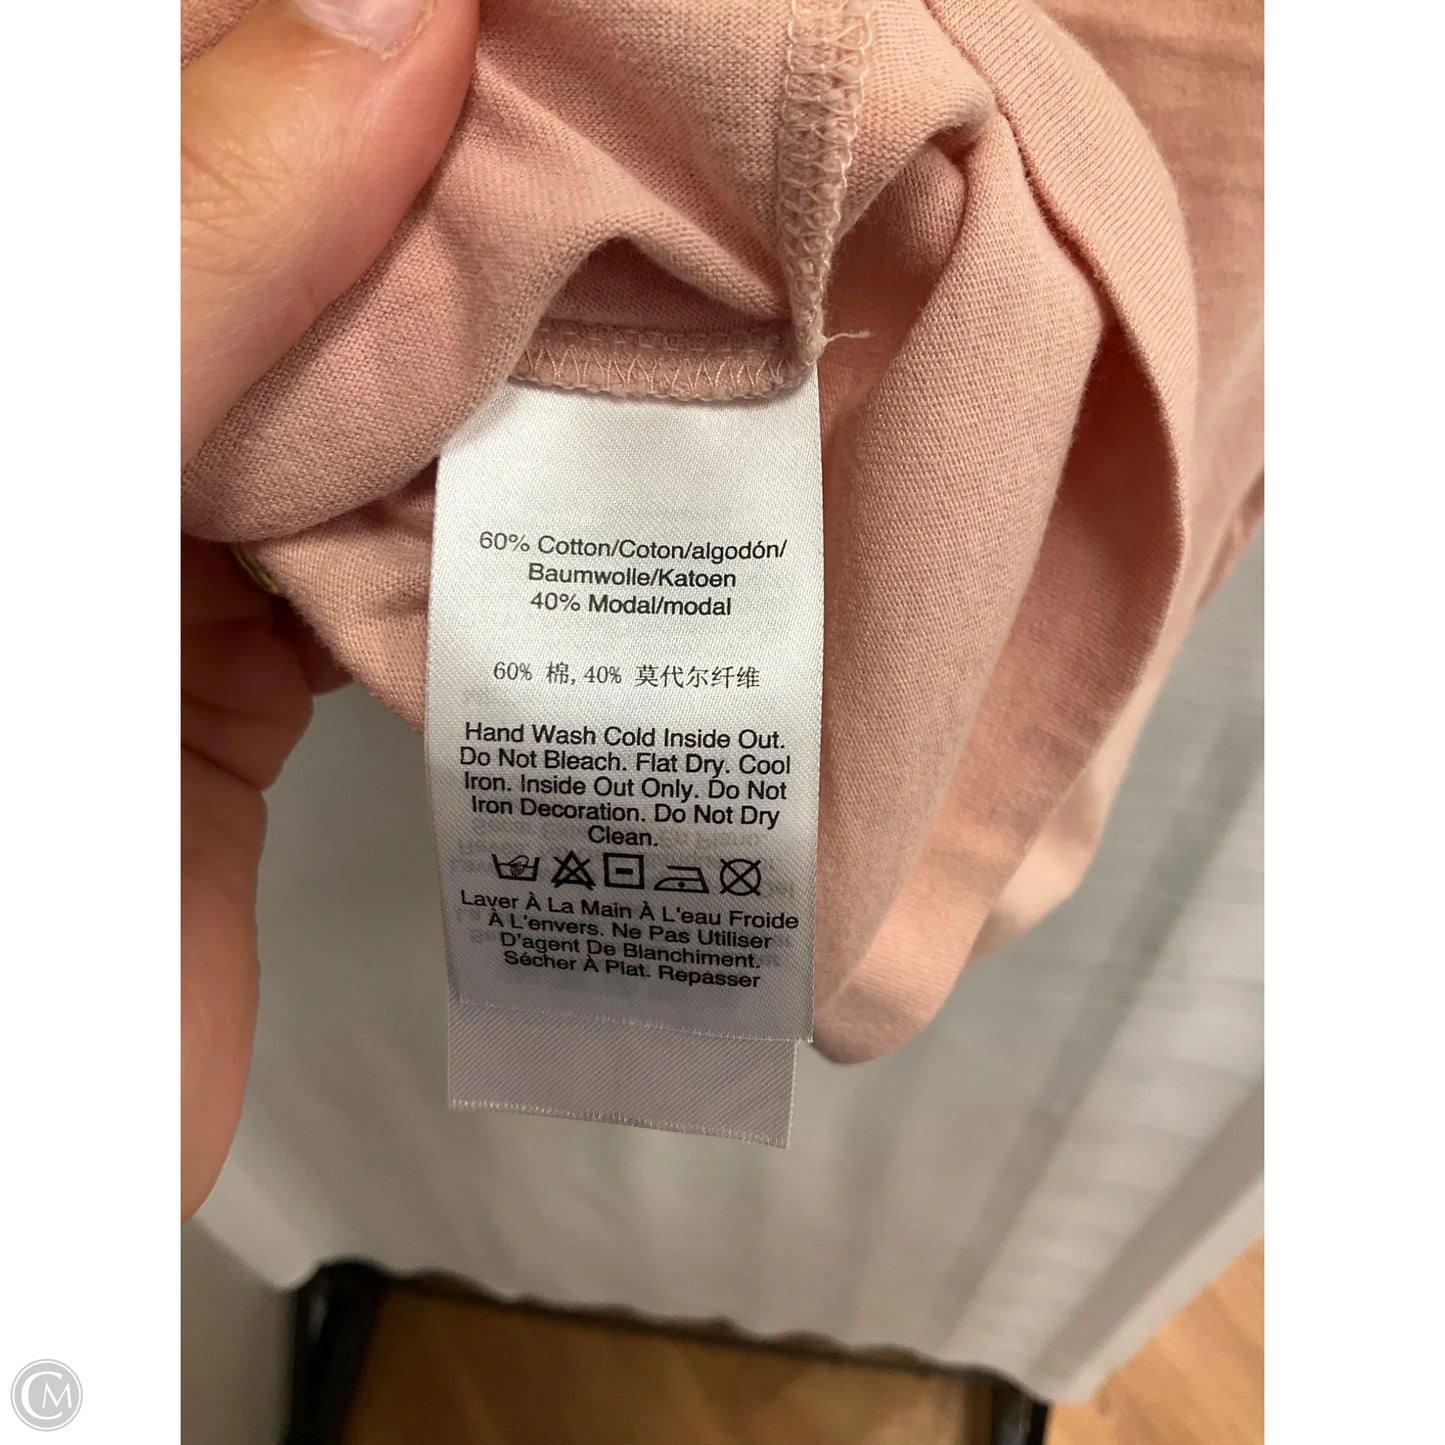 60% Cotton/Coton/algodón/
Baumwolle/Katoen
40% Modal/modal
60% 棉, 40% 莫代尔纤维
Hand Wash Cold Inside Out.
Do Not Bleach. Flat Dry. Cool
Iron. Inside Out Only. Do Not
Iron Decoration. Do Not Dry
Clean.
Laver À La Main À L'eau Froide
À L'envers. Ne Pas Utiliser
D'agent De Blanchiment.
Sécher À Plat. Repasser
CM